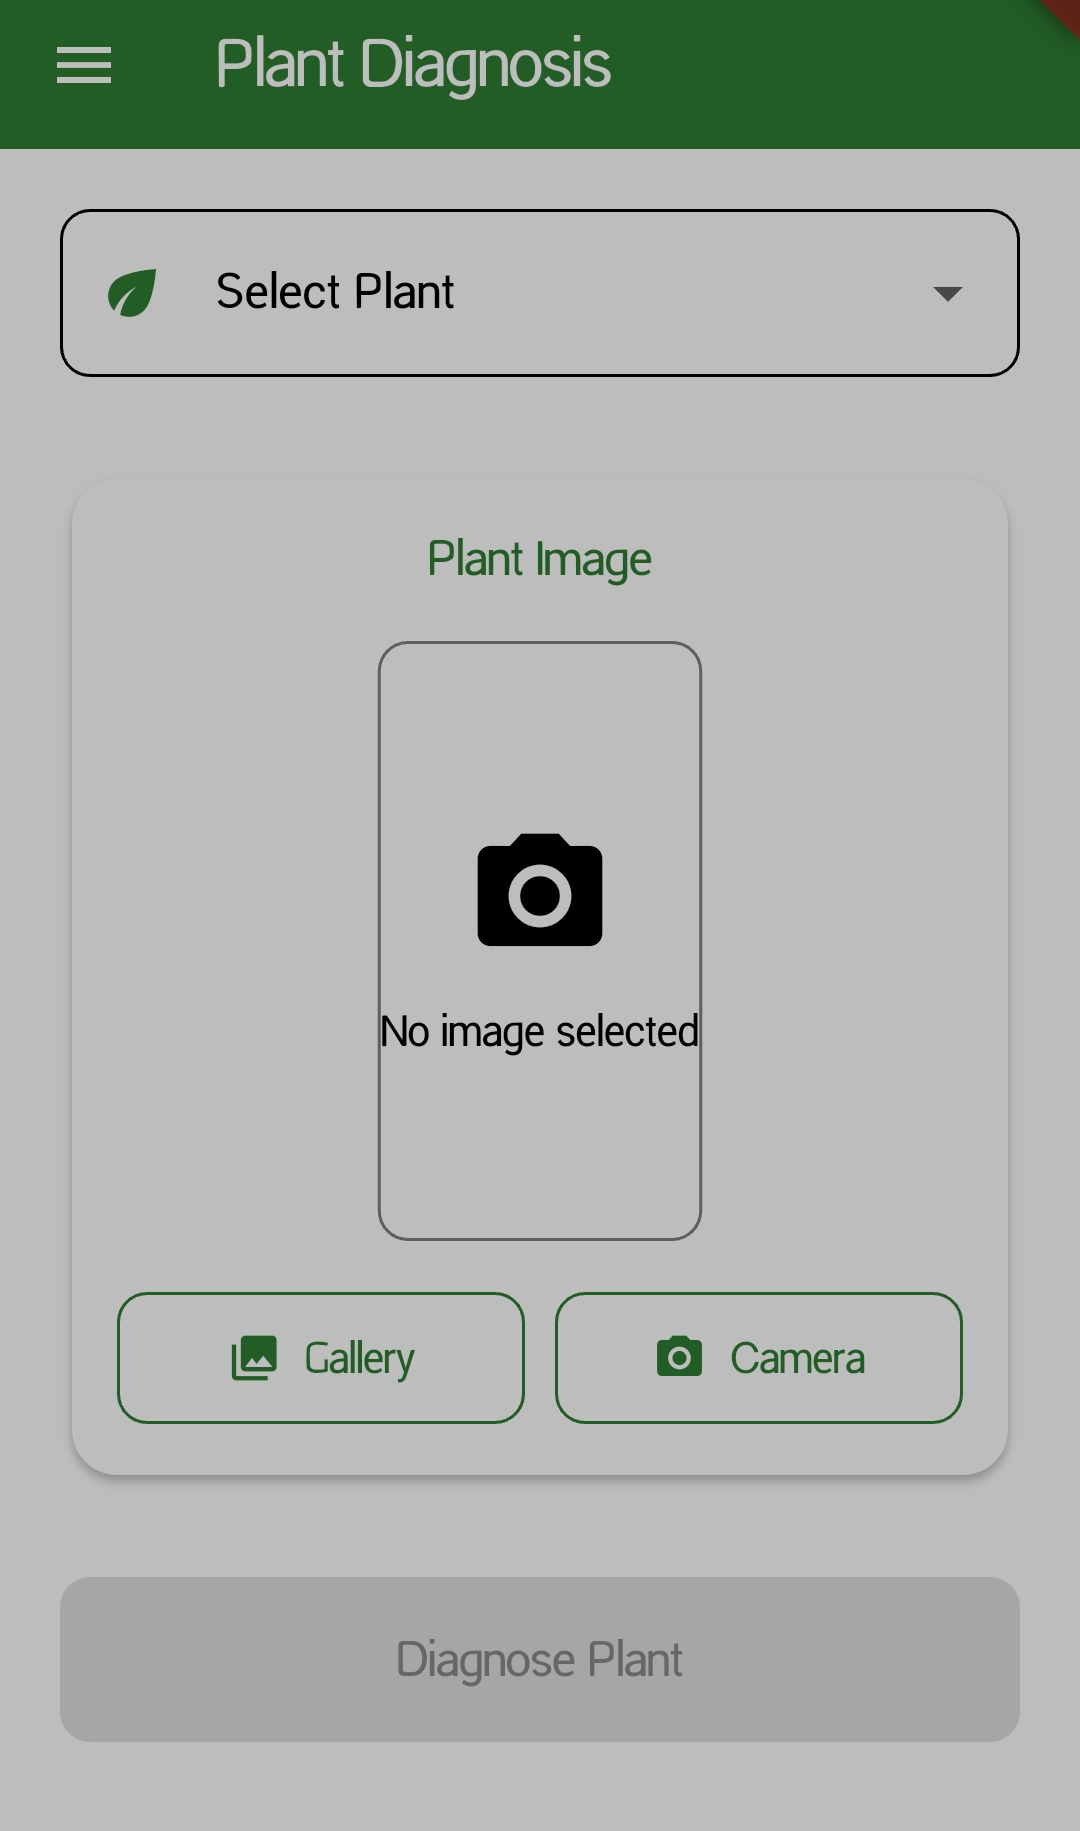 Plant Diagnosis
Select Plant
Plant Image
No image selected
Gallery
Camera
Diagnose Plant